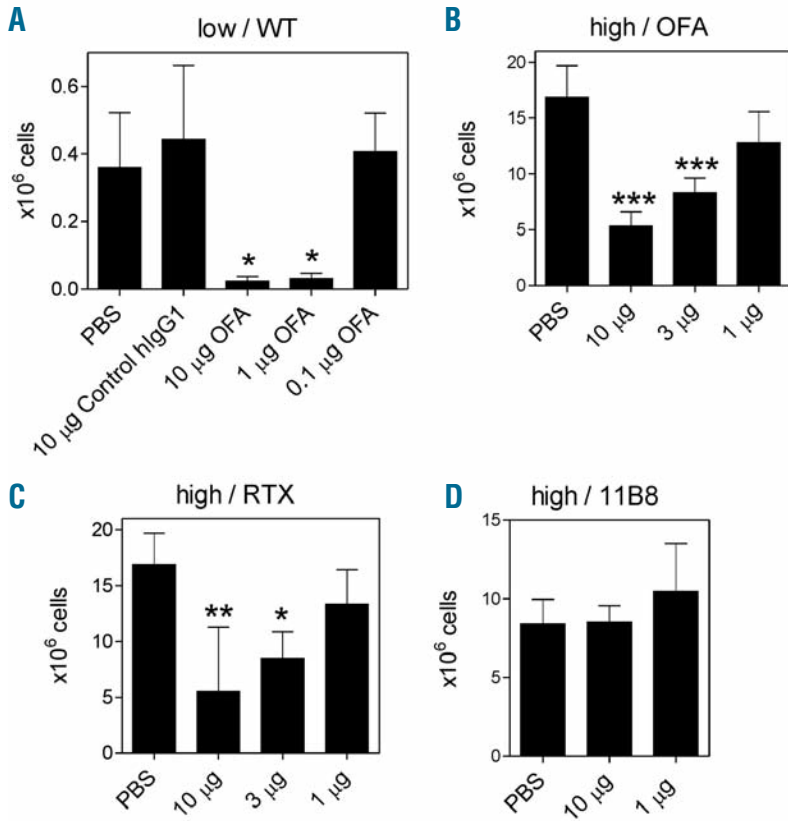 A
low / WT
x10⁶ cells
0.6
0.4
0.2
0.0
* *
PBS
10 μg Control hIgG1
10 μg OFA
1 μg OFA
0.1 μg OFA
B
high / OFA
x10⁶ cells
20
15
10
5
0
*** ***
PBS
10 μg
3 μg
1 μg
C
high / RTX
x10⁶ cells
20
15
10
5
0
** *
PBS
10 μg
3 μg
1 μg
D
high / 11B8
x10⁶ cells
15
10
5
0
PBS
10 μg
1 μg